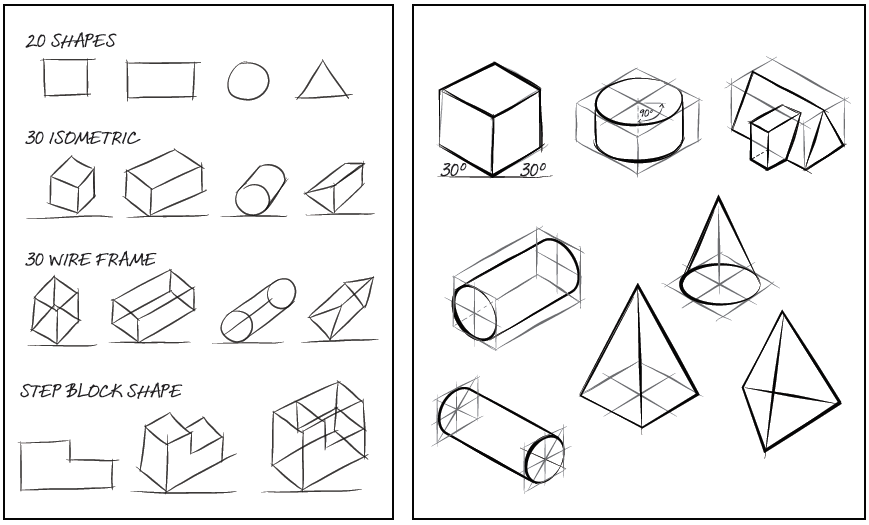 2D SHAPES
3D ISOMETRIC
3D WIRE FRAME
STEP BLOCK SHAPE
30° 30°
90°